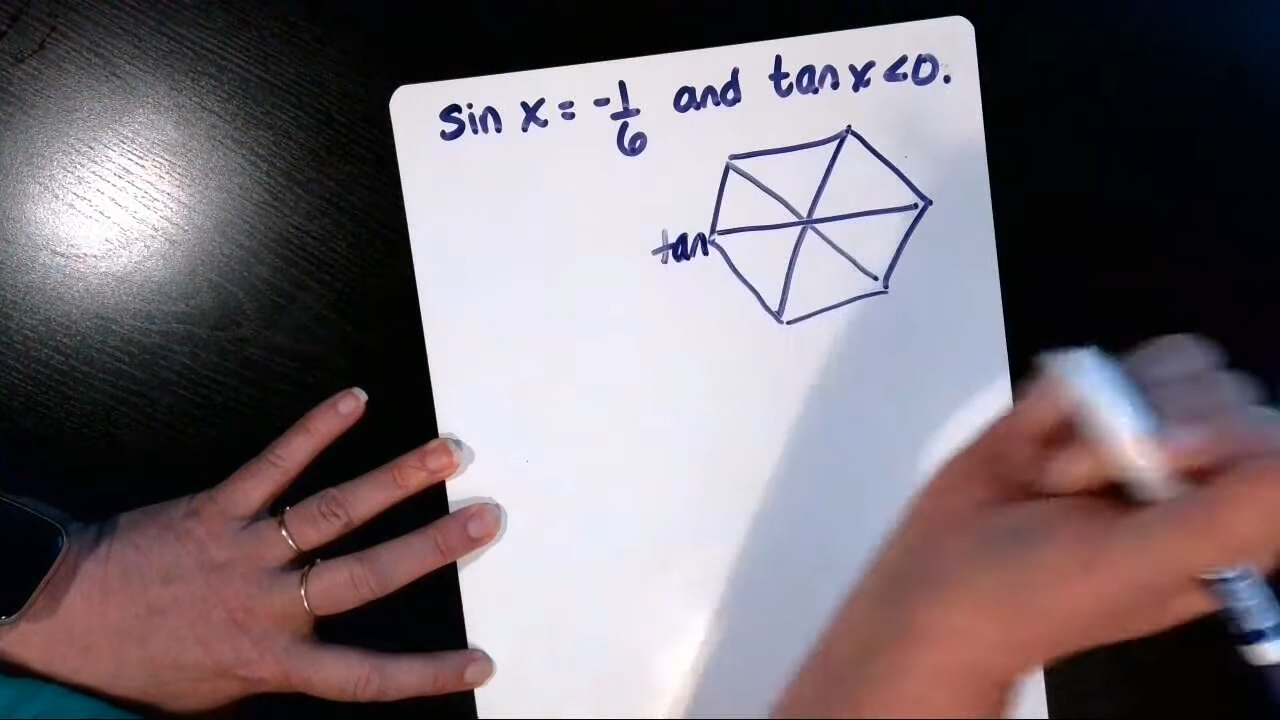 sin x = -1/6 and tan x < 0.
tan